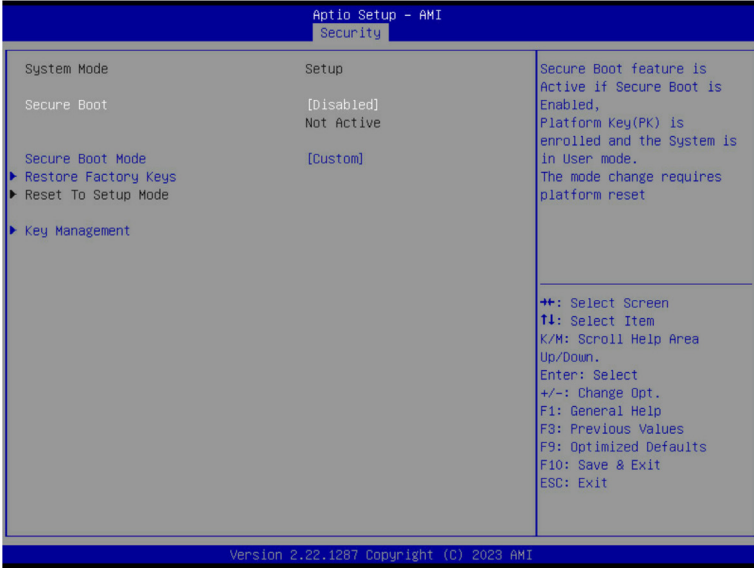 Aptio Setup – AMI
Security
System Mode Setup
Secure Boot [Disabled]
Not Active
Secure Boot Mode [Custom]
Restore Factory Keys
Reset To Setup Mode
Key Management
Secure Boot feature is
Active if Secure Boot is
Enabled,
Platform Key(PK) is
enrolled and the System is
in User mode.
The mode change requires
platform reset
→←: Select Screen
↑↓: Select Item
K/M: Scroll Help Area
Up/Down.
Enter: Select
+/-: Change Opt.
F1: General Help
F3: Previous Values
F9: Optimized Defaults
F10: Save & Exit
ESC: Exit
Version 2.22.1287 Copyright (C) 2023 AMI